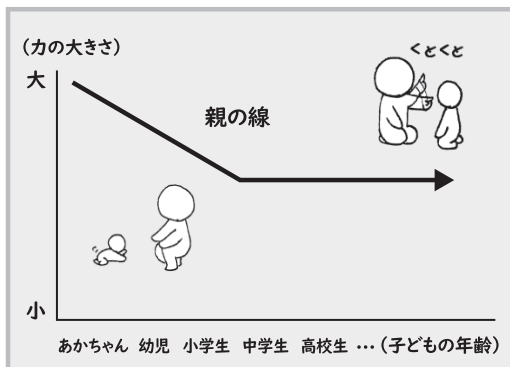 (力の大きさ)
くどくど
大
親の線
小
あかちゃん 幼児 小学生 中学生 高校生 … (子どもの年齢)